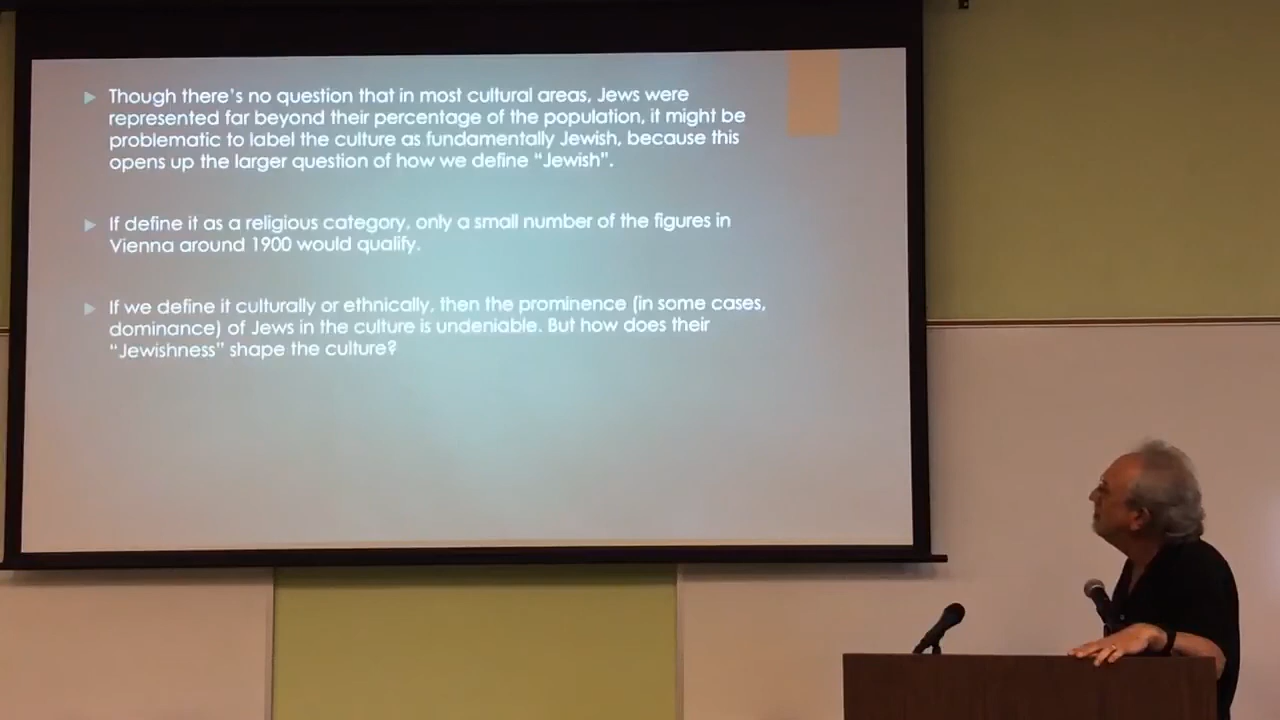 Though there's no question that in most cultural areas, Jews were
represented far beyond their percentage of the population, it might be
problematic to label the culture as fundamentally Jewish, because this
opens up the larger question of how we define “Jewish”.
If define it as a religious category, only a small number of the figures in
Vienna around 1900 would qualify.
If we define it culturally or ethnically, then the prominence (in some cases,
dominance) of Jews in the culture is undeniable. But how does their
“Jewishness” shape the culture?